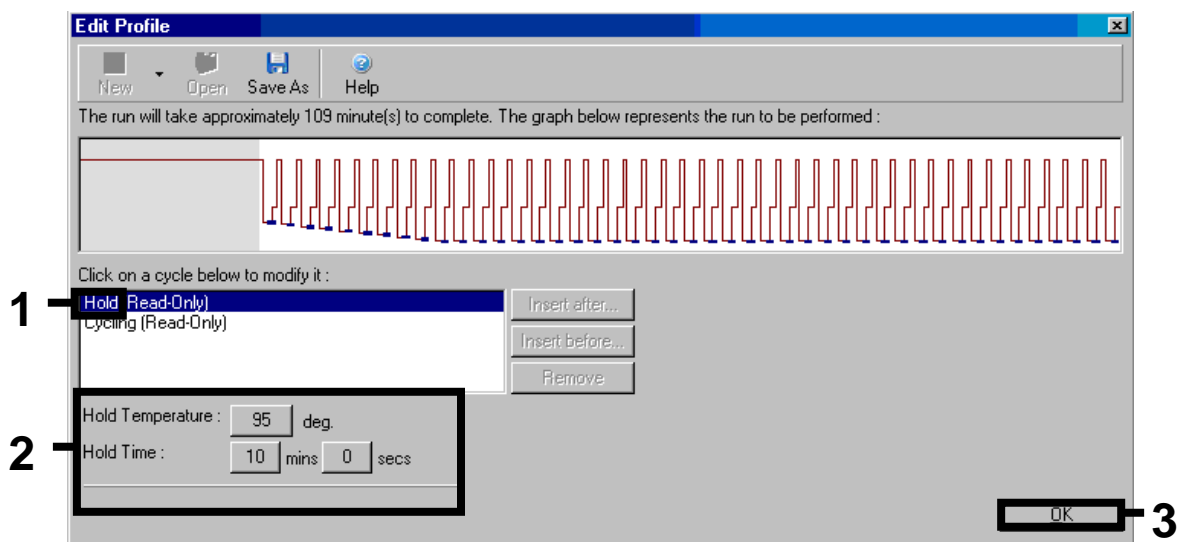 Edit Profile
New Open Save As Help
The run will take approximately 109 minute(s) to complete. The graph below represents the run to be performed :
Click on a cycle below to modify it :
1 Hold (Read-Only) Insert after...
Cycling (Read-Only)
Insert before...
Remove
Hold Temperature : 95 deg.
2 Hold Time : 10 mins 0 secs
OK 3